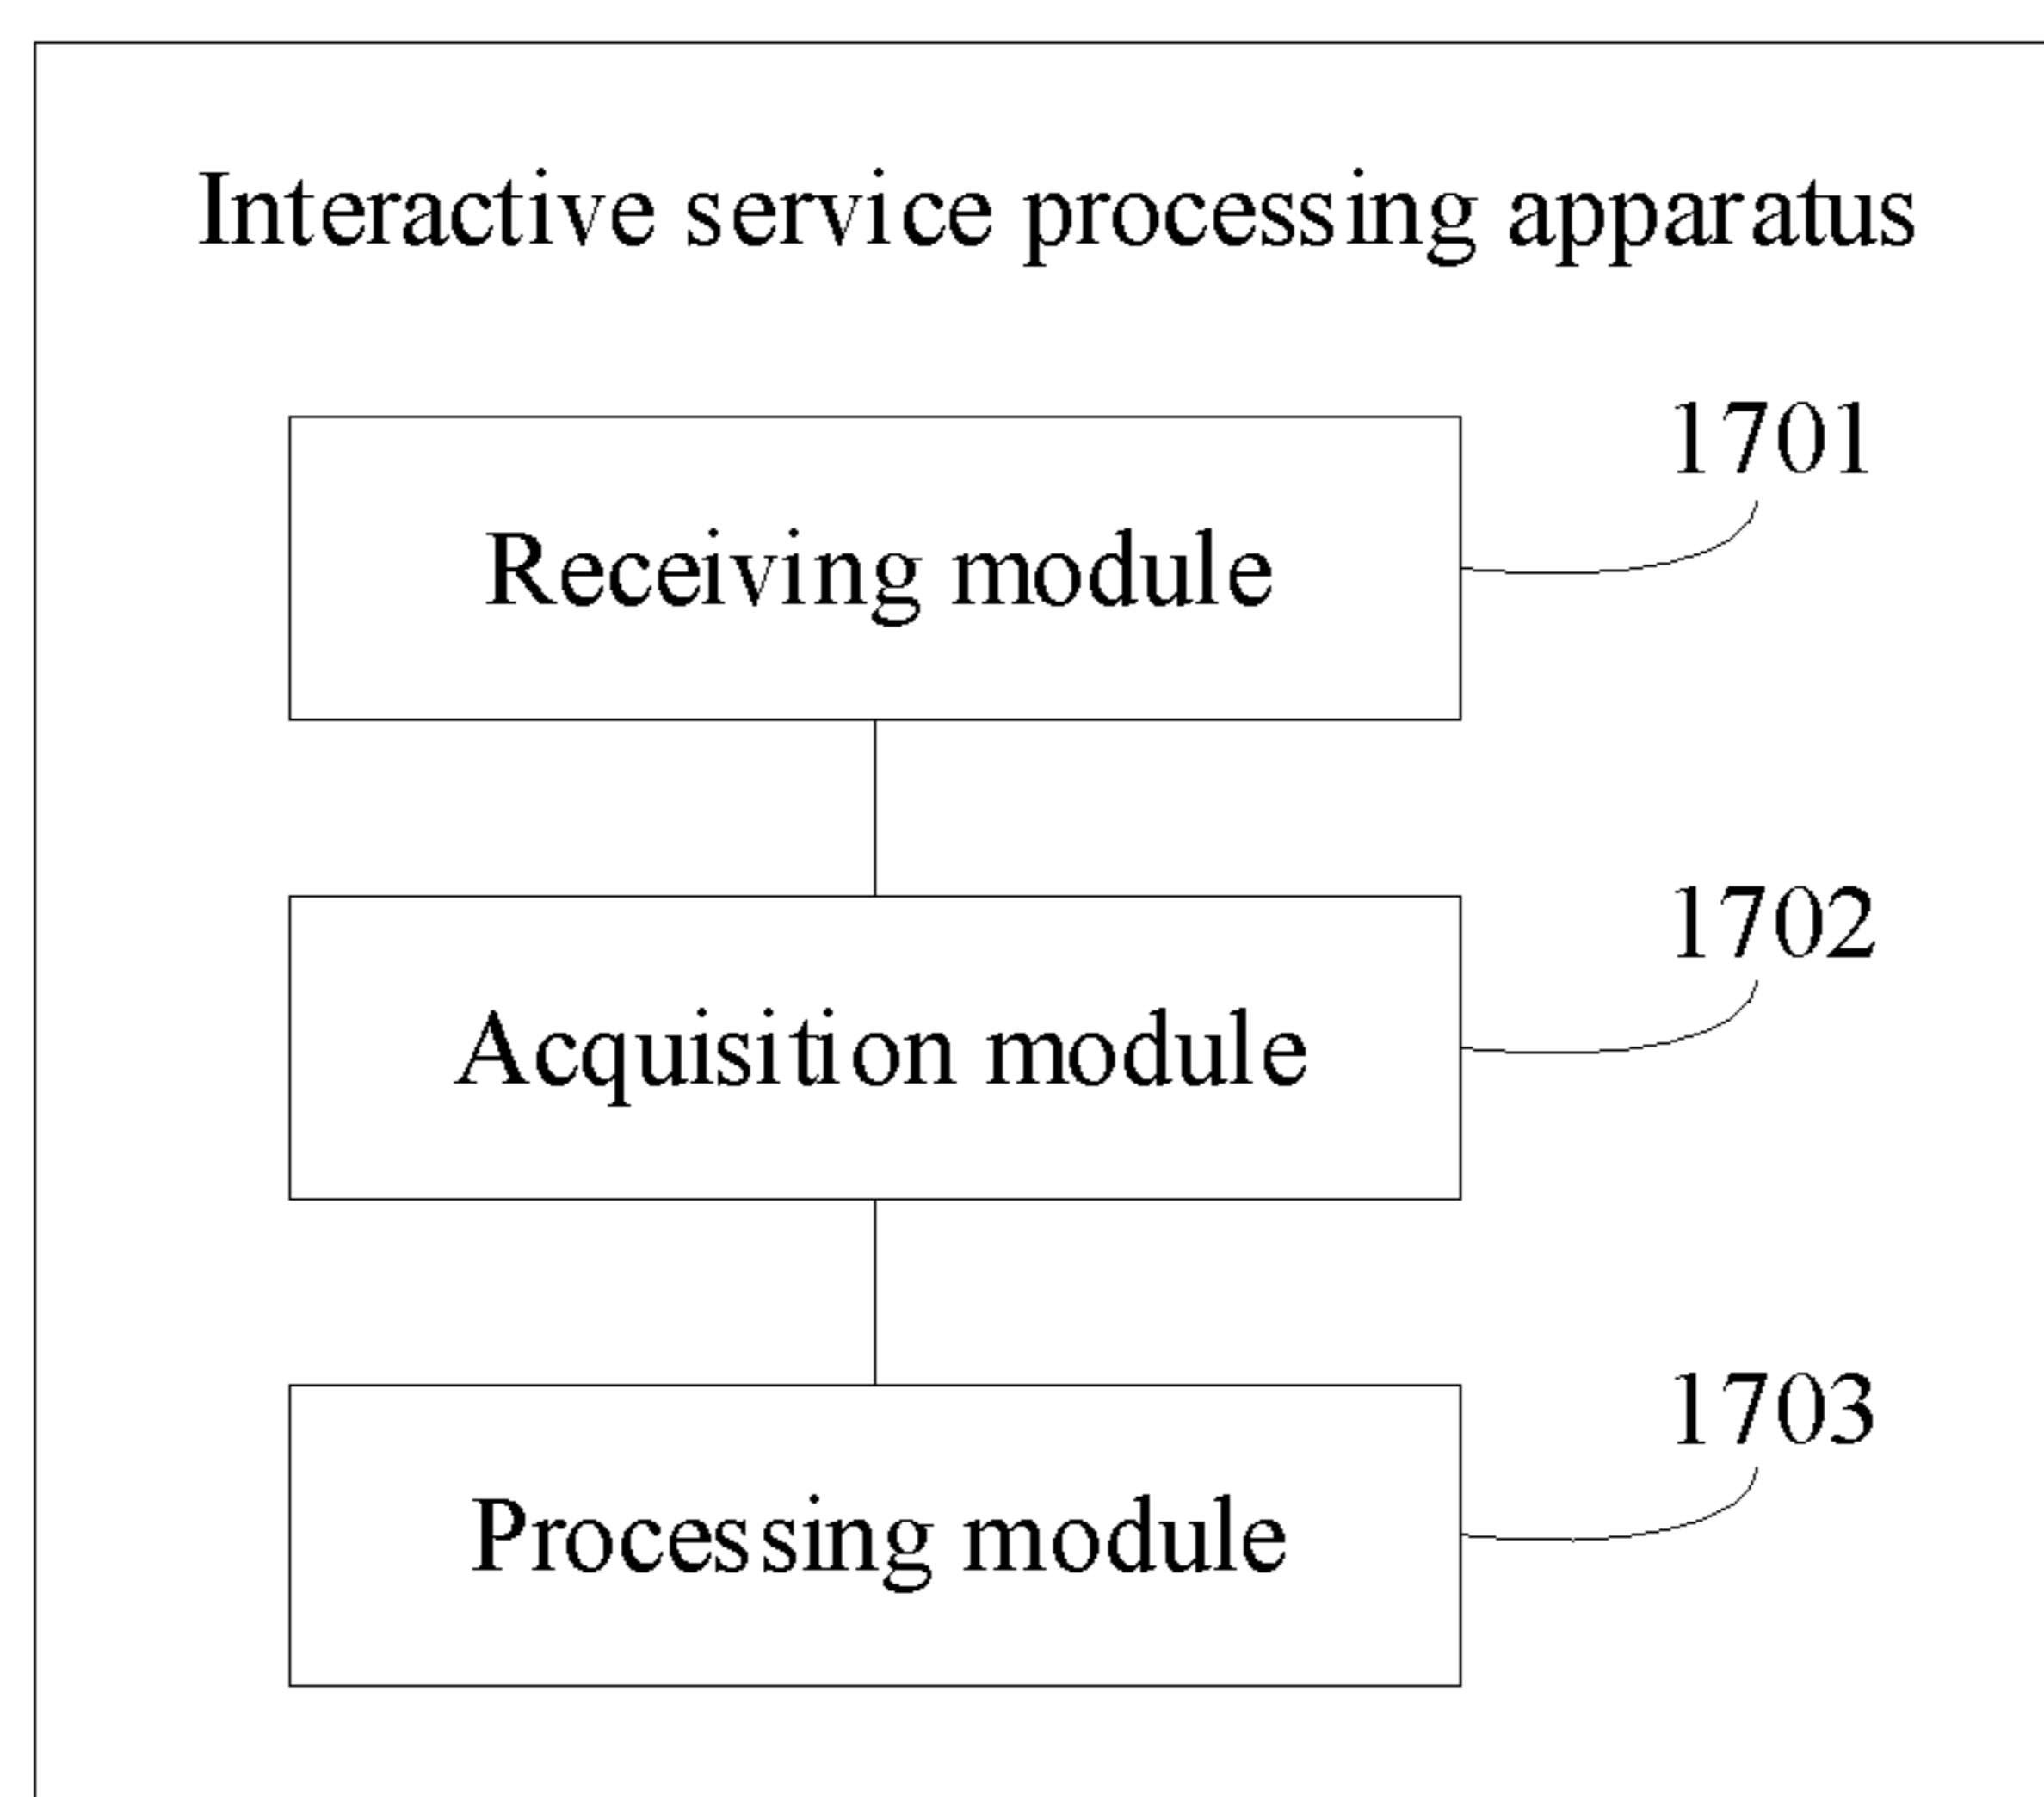 Interactive service processing apparatus
1701
Receiving module
1702
Acquisition module
1703
Processing module